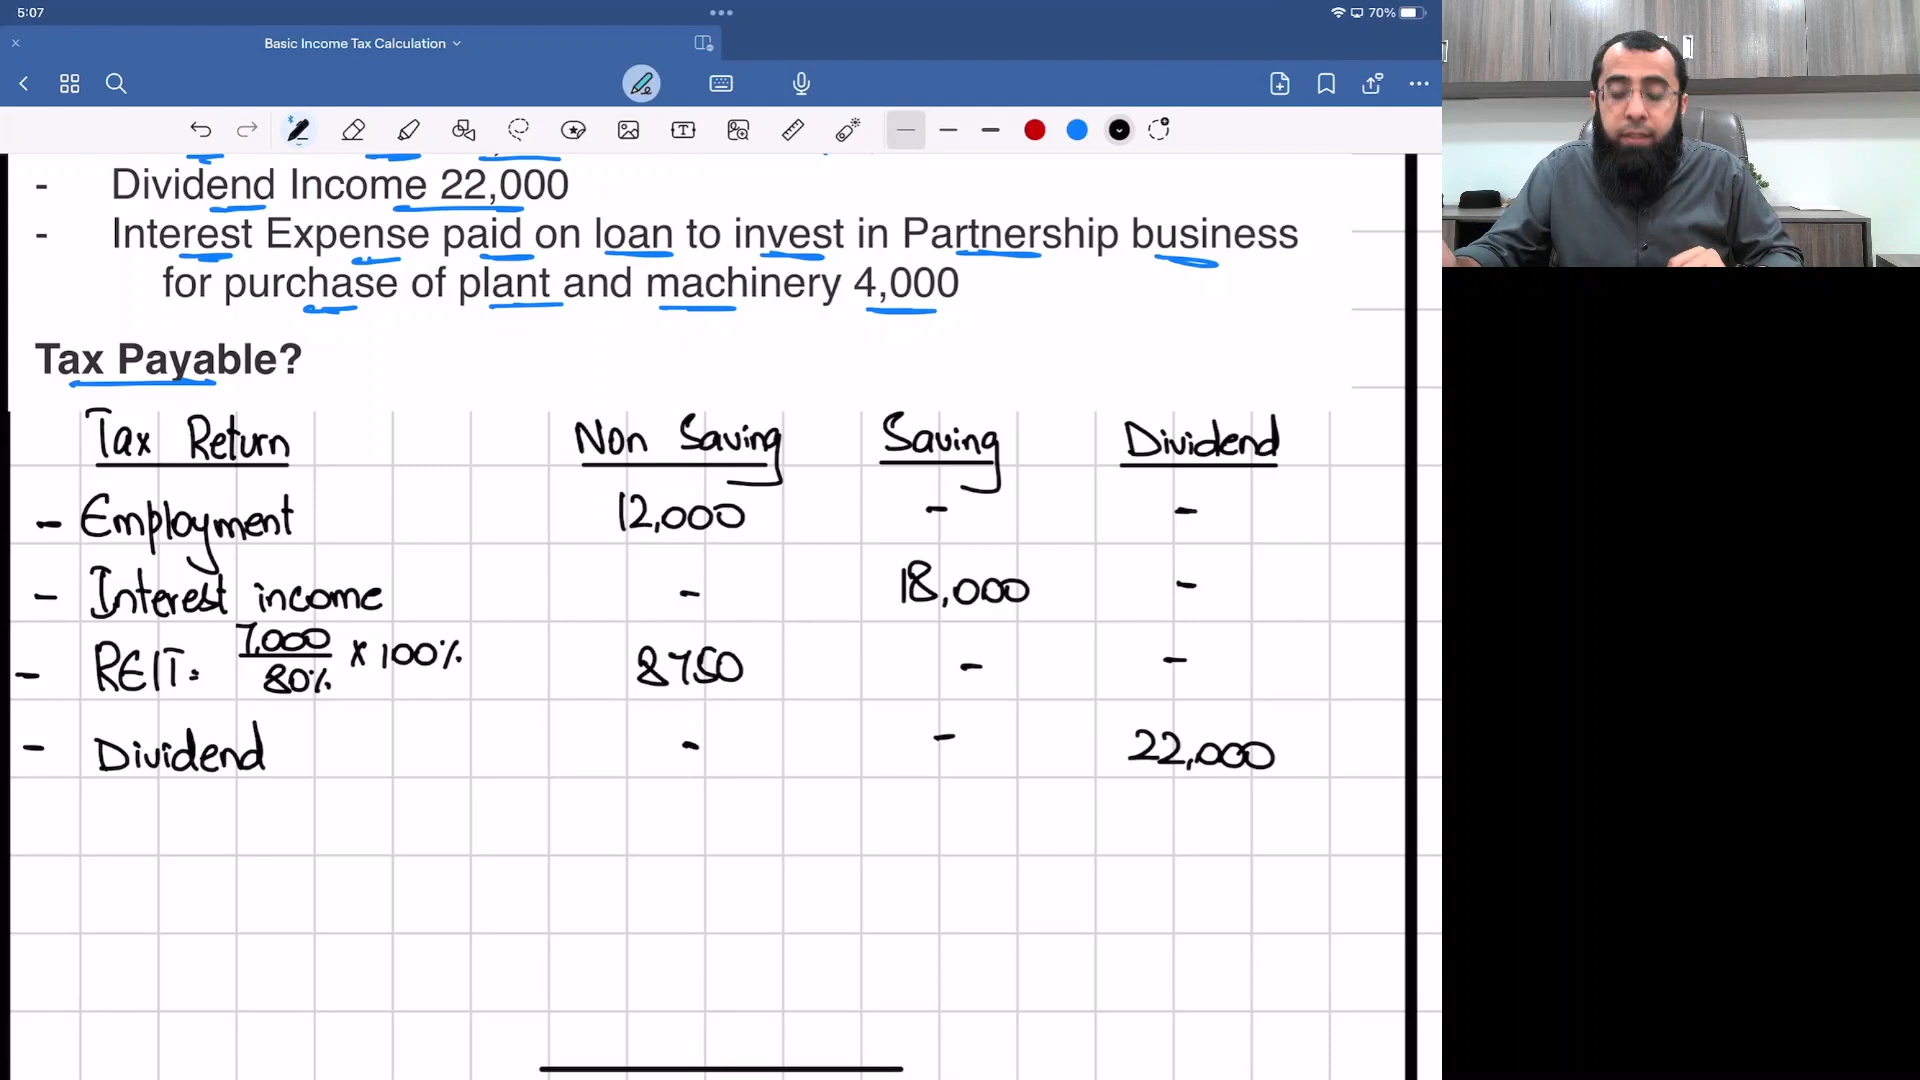 5:07
70%
Basic Income Tax Calculation
- Dividend Income 22,000
- Interest Expense paid on loan to invest in Partnership business
for purchase of plant and machinery 4,000
Tax Payable?
Tax Return Non Saving Saving Dividend
- Employment 12,000 - -
- Interest income - 18,000 -
- REIT: 7,000/80% x 100% 8750 - -
- Dividend - - 22,000